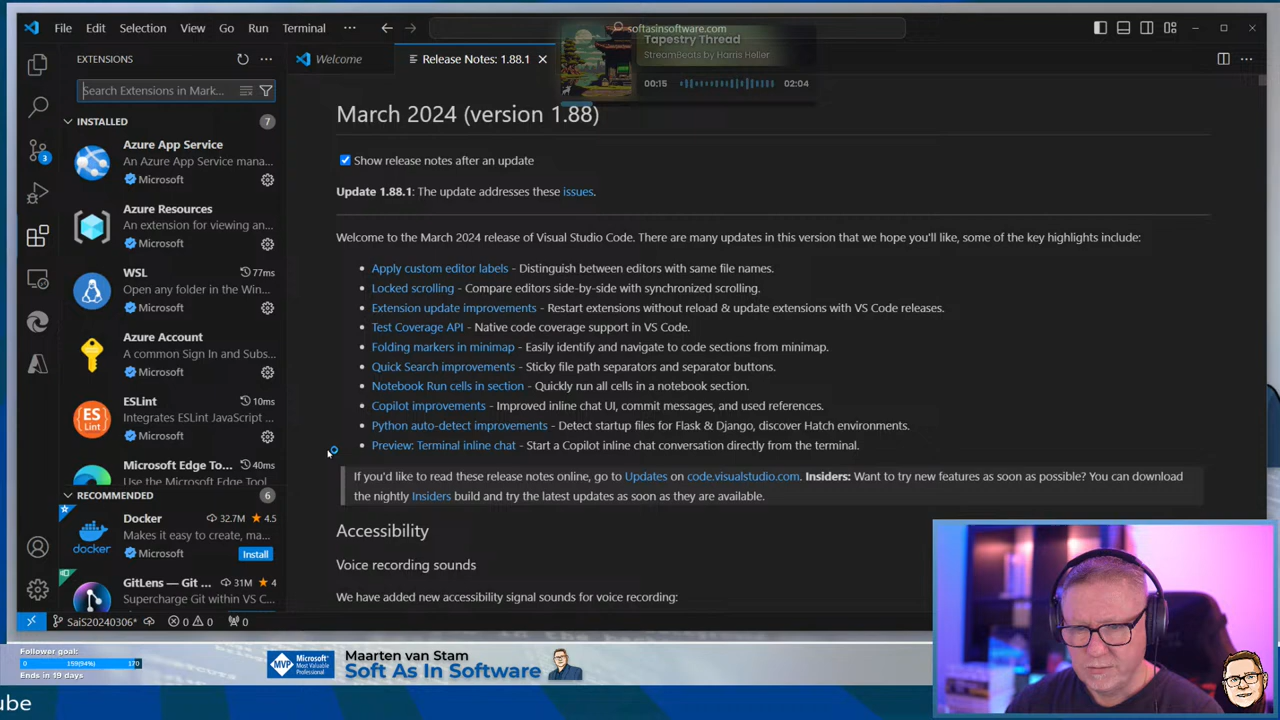 File Edit Selection View Go Run Terminal ···
softasinsoftware.com
Tapestry Thread
StreamBeats by Harris Heller
00:15 02:04
EXTENSIONS
Welcome
Release Notes: 1.88.1
Search Extensions in Mark...
INSTALLED 7
Azure App Service
An Azure App Service mana...
Microsoft
Azure Resources
An extension for viewing an...
Microsoft
WSL 77ms
Open any folder in the Win...
Microsoft
Azure Account
A common Sign In and Subs...
Microsoft
ESLint 10ms
Integrates ESLint JavaScript ...
Microsoft
Microsoft Edge To... 40ms
Use the Microsoft Edge Tool...
RECOMMENDED 6
Docker 32.7M 4.5
Makes it easy to create, ma...
Microsoft Install
GitLens — Git ... 31M 4
Supercharge Git within VS C...
3
ES
Lint
docker
March 2024 (version 1.88)
Show release notes after an update
Update 1.88.1: The update addresses these issues.
Welcome to the March 2024 release of Visual Studio Code. There are many updates in this version that we hope you'll like, some of the key highlights include:
• Apply custom editor labels - Distinguish between editors with same file names.
• Locked scrolling - Compare editors side-by-side with synchronized scrolling.
• Extension update improvements - Restart extensions without reload & update extensions with VS Code releases.
• Test Coverage API - Native code coverage support in VS Code.
• Folding markers in minimap - Easily identify and navigate to code sections from minimap.
• Quick Search improvements - Sticky file path separators and separator buttons.
• Notebook Run cells in section - Quickly run all cells in a notebook section.
• Copilot improvements - Improved inline chat UI, commit messages, and used references.
• Python auto-detect improvements - Detect startup files for Flask & Django, discover Hatch environments.
• Preview: Terminal inline chat - Start a Copilot inline chat conversation directly from the terminal.
If you'd like to read these release notes online, go to Updates on code.visualstudio.com. Insiders: Want to try new features as soon as possible? You can download
the nightly Insiders build and try the latest updates as soon as they are available.
Accessibility
Voice recording sounds
We have added new accessibility signal sounds for voice recording:
SaiS20240306* 0 0 0
Follower goal:
0 159(94%) 170
Ends in 19 days
MVP Microsoft
Most Valuable
Professional
Maarten van Stam
Soft As In Software
ube